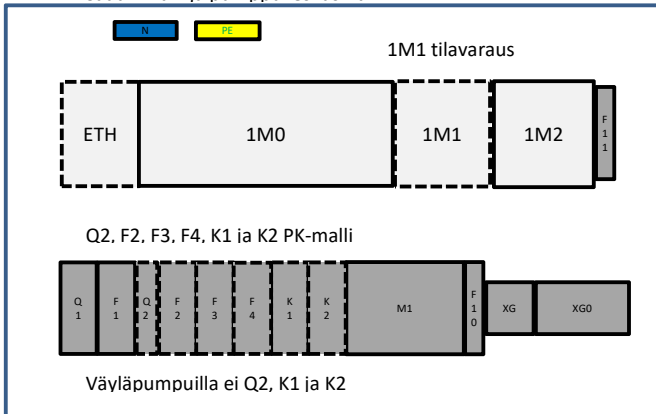 N PE
1M1 tilavaraus
ETH 1M0 1M1 1M2 F11
Q2, F2, F3, F4, K1 ja K2 PK-malli
Q1 F1 Q2 F2 F3 F4 K1 K2 M1 F10 XG XG0
Väyläpumpuilla ei Q2, K1 ja K2